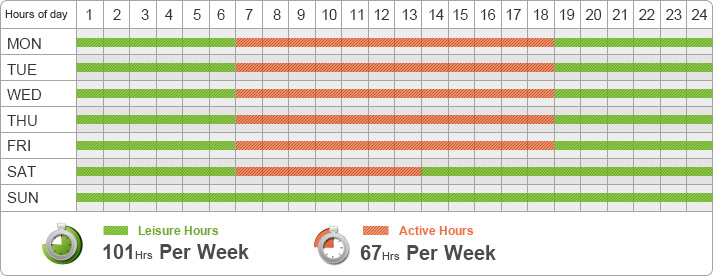 Hours of day 1 2 3 4 5 6 7 8 9 10 11 12 13 14 15 16 17 18 19 20 21 22 23 24
MON
TUE
WED
THU
FRI
SAT
SUN
Leisure Hours
101Hrs Per Week
Active Hours
67Hrs Per Week